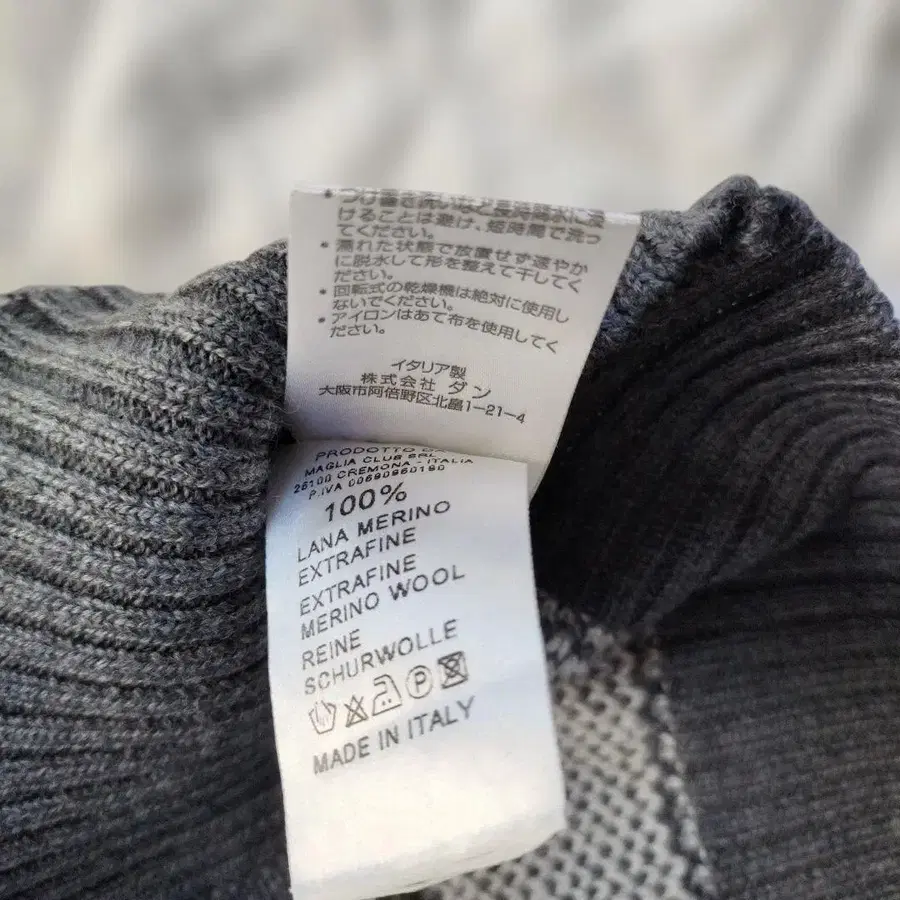 けることは避け、短時間で洗っ
てください。
• 濡れた状態で放置せず速やか
に脱水して形を整えて干してく
ださい。
• 回転式の乾燥機は絶対に使用し
ないでください。
• アイロンはあて布を使用してく
ださい。
イタリア製
株式会社 ダン
大阪市阿倍野区北畠1-21-4
PRODOTTO
MAGLIA CLUB
26100 CREMONA - ITALIA
P.IVA 00690960190
100%
LANA MERINO
EXTRAFINE
EXTRAFINE
MERINO WOOL
REINE
SCHURWOLLE
P
MADE IN ITALY